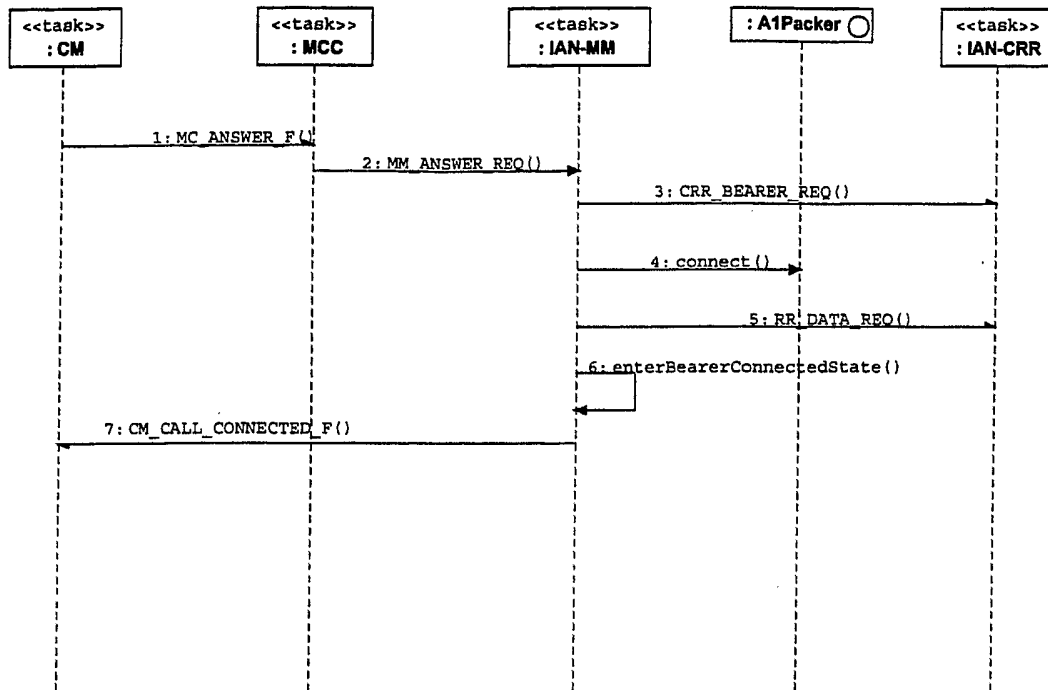 <<task>>
: CM
<<task>>
: MCC
<<task>>
: IAN-MM
: A1Packer
<<task>>
: IAN-CRR
1: MC_ANSWER_F()
2: MM_ANSWER_REQ()
3: CRR_BEARER_REQ()
4: connect()
5: RR_DATA_REQ()
6: enterBearerConnectedState()
7: CM_CALL_CONNECTED_F()